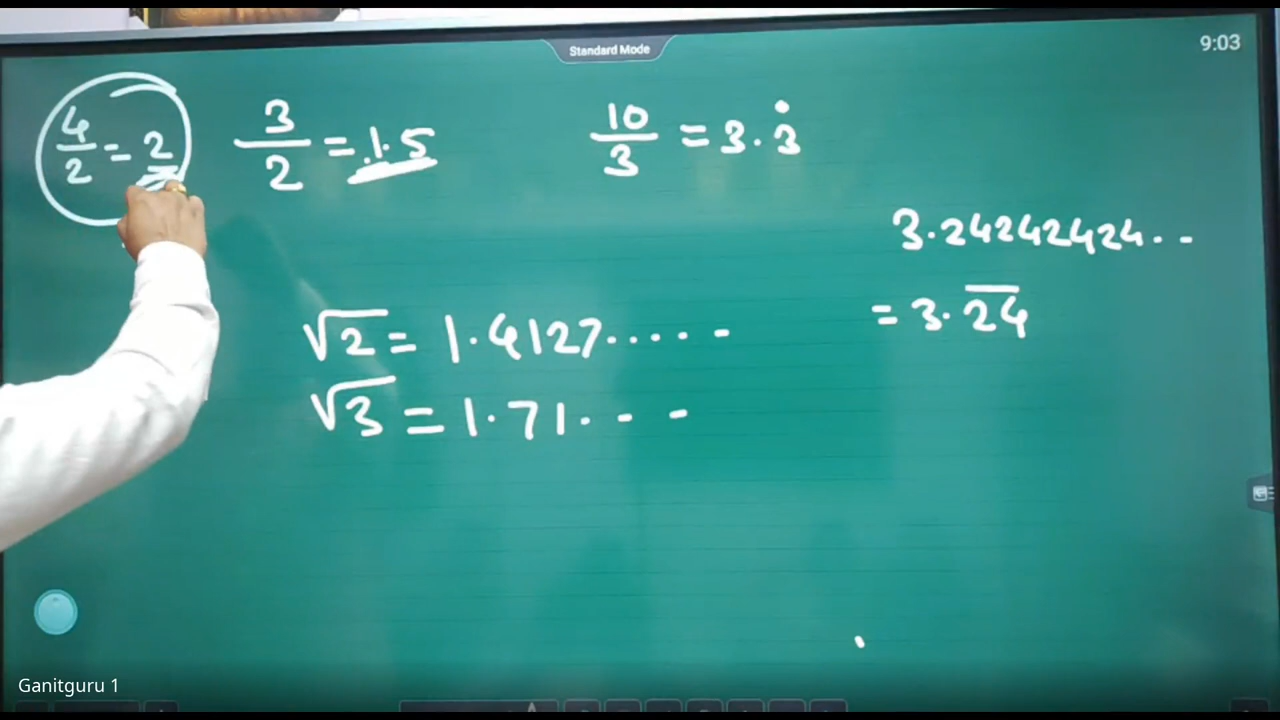 Standard Mode
9:03
4/2 = 2
3/2 = 1.5
10/3 = 3.3̇
3.24242424..-
= 3.2̅4̅
√2 = 1.4127.....-
√3 = 1.71.--
Ganitguru 1